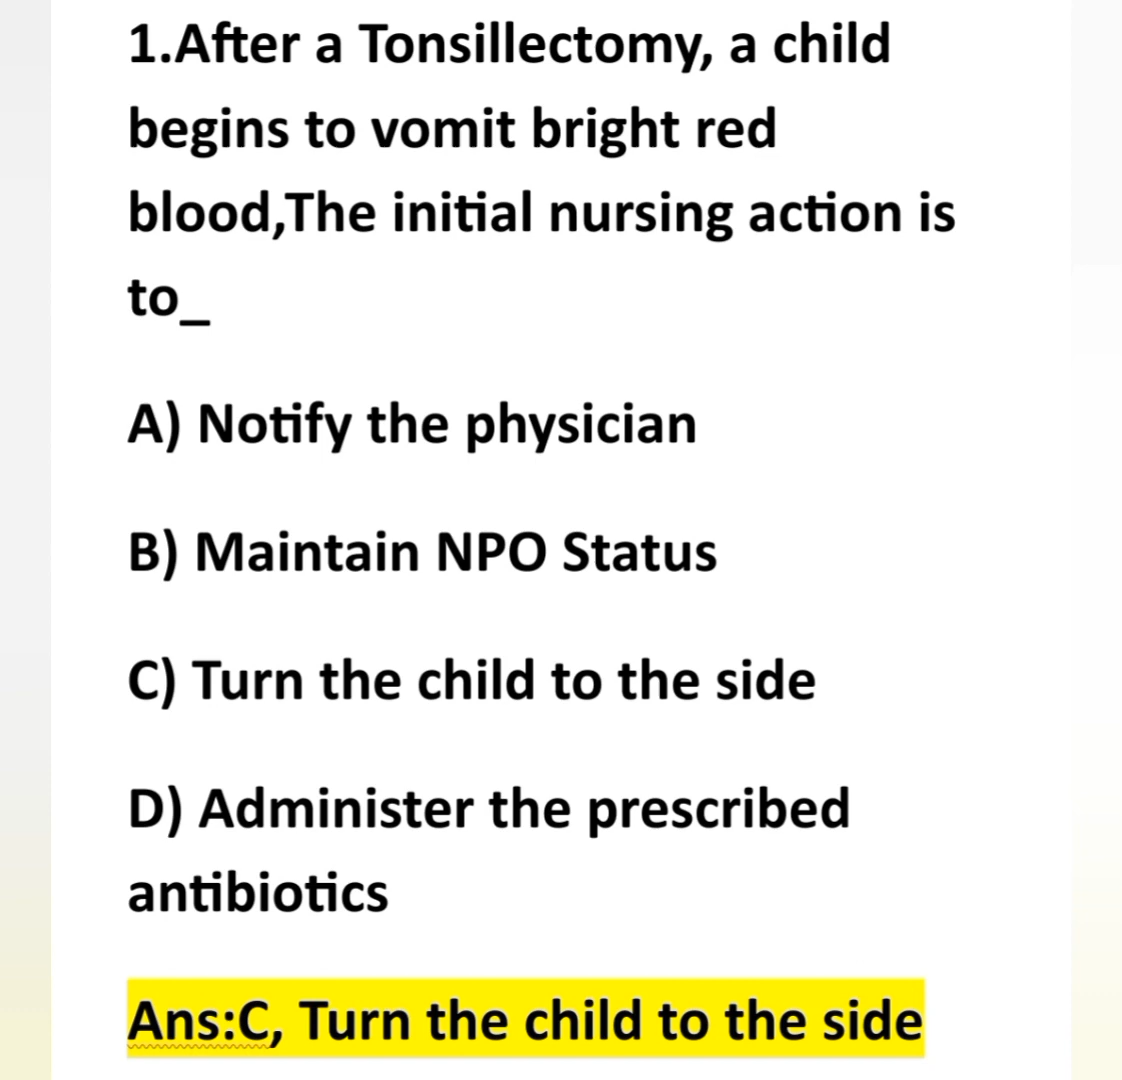 1.After a Tonsillectomy, a child
begins to vomit bright red
blood,The initial nursing action is
to_
A) Notify the physician
B) Maintain NPO Status
C) Turn the child to the side
D) Administer the prescribed
antibiotics
Ans:C, Turn the child to the side